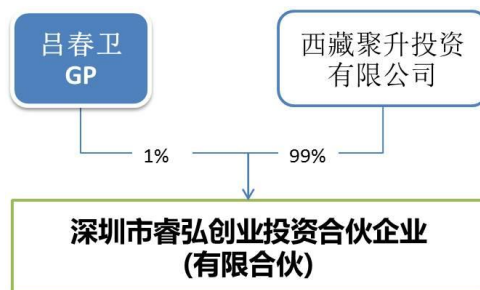 吕春卫
GP
西藏聚升投资
有限公司
1%
99%
深圳市睿弘创业投资合伙企业
(有限合伙)